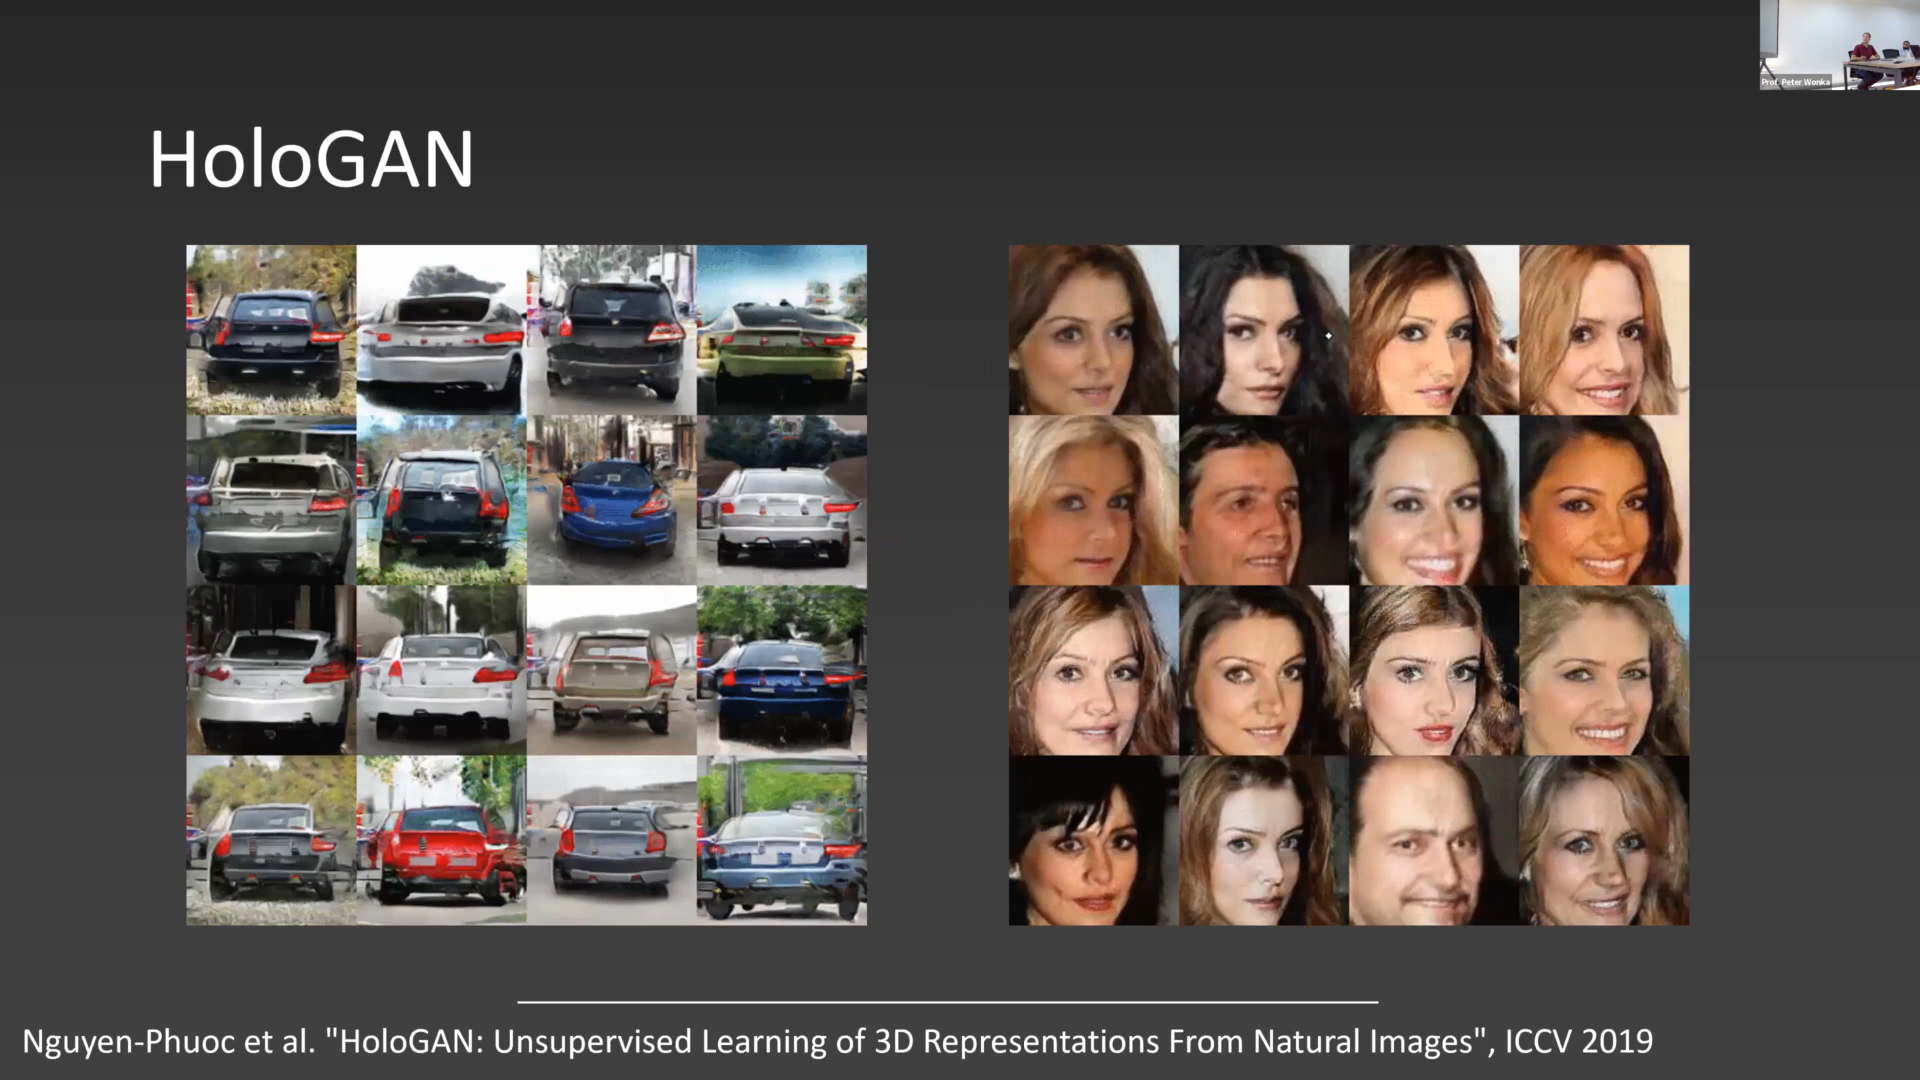 Prof. Peter Wonka
HoloGAN
Nguyen-Phuoc et al. "HoloGAN: Unsupervised Learning of 3D Representations From Natural Images", ICCV 2019